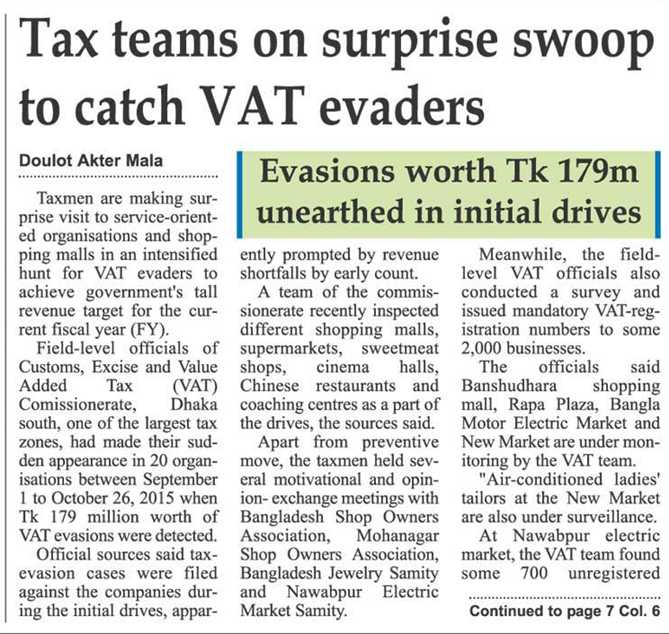 Tax teams on surprise swoop
to catch VAT evaders
Doulot Akter Mala
Evasions worth Tk 179m
unearthed in initial drives
Taxmen are making sur-
prise visit to service-orient-
ed organisations and shop-
ping malls in an intensified
hunt for VAT evaders to
achieve government's tall
revenue target for the cur-
rent fiscal year (FY).
Field-level officials of
Customs, Excise and Value
Added Tax (VAT)
Comissionerate, Dhaka
south, one of the largest tax
zones, had made their sud-
den appearance in 20 organ-
isations between September
1 to October 26, 2015 when
Tk 179 million worth of
VAT evasions were detected.
Official sources said tax-
evasion cases were filed
against the companies dur-
ing the initial drives, appar-
ently prompted by revenue
shortfalls by early count.
A team of the commis-
sionerate recently inspected
different shopping malls,
supermarkets, sweetmeat
shops, cinema halls,
Chinese restaurants and
coaching centres as a part of
the drives, the sources said.
Apart from preventive
move, the taxmen held sev-
eral motivational and opin-
ion- exchange meetings with
Bangladesh Shop Owners
Association, Mohanagar
Shop Owners Association,
Bangladesh Jewelry Samity
and Nawabpur Electric
Market Samity.
Meanwhile, the field-
level VAT officials also
conducted a survey and
issued mandatory VAT-reg-
istration numbers to some
2,000 businesses.
The officials said
Banshudhara shopping
mall, Rapa Plaza, Bangla
Motor Electric Market and
New Market are under mon-
itoring by the VAT team.
"Air-conditioned ladies'
tailors at the New Market
are also under surveillance.
At Nawabpur electric
market, the VAT team found
some 700 unregistered
Continued to page 7 Col. 6